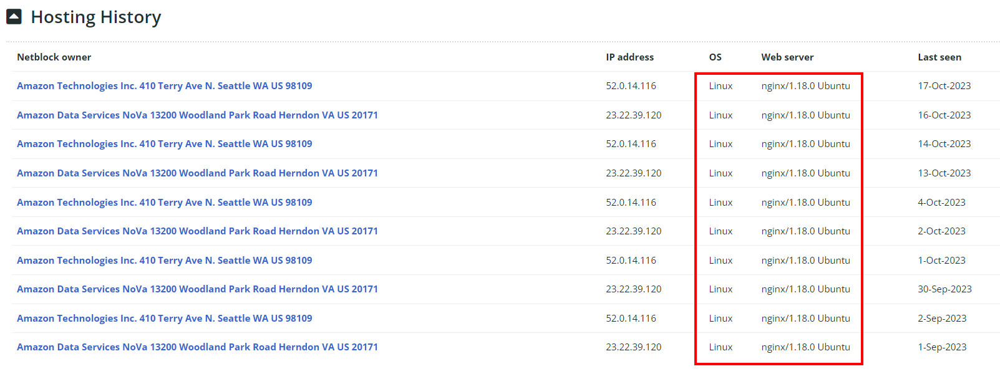 Hosting History
Netblock owner IP address OS Web server Last seen
Amazon Technologies Inc. 410 Terry Ave N. Seattle WA US 98109 52.0.14.116 Linux nginx/1.18.0 Ubuntu 17-Oct-2023
Amazon Data Services NoVa 13200 Woodland Park Road Herndon VA US 20171 23.22.39.120 Linux nginx/1.18.0 Ubuntu 16-Oct-2023
Amazon Technologies Inc. 410 Terry Ave N. Seattle WA US 98109 52.0.14.116 Linux nginx/1.18.0 Ubuntu 14-Oct-2023
Amazon Data Services NoVa 13200 Woodland Park Road Herndon VA US 20171 23.22.39.120 Linux nginx/1.18.0 Ubuntu 13-Oct-2023
Amazon Technologies Inc. 410 Terry Ave N. Seattle WA US 98109 52.0.14.116 Linux nginx/1.18.0 Ubuntu 4-Oct-2023
Amazon Data Services NoVa 13200 Woodland Park Road Herndon VA US 20171 23.22.39.120 Linux nginx/1.18.0 Ubuntu 2-Oct-2023
Amazon Technologies Inc. 410 Terry Ave N. Seattle WA US 98109 52.0.14.116 Linux nginx/1.18.0 Ubuntu 1-Oct-2023
Amazon Data Services NoVa 13200 Woodland Park Road Herndon VA US 20171 23.22.39.120 Linux nginx/1.18.0 Ubuntu 30-Sep-2023
Amazon Technologies Inc. 410 Terry Ave N. Seattle WA US 98109 52.0.14.116 Linux nginx/1.18.0 Ubuntu 2-Sep-2023
Amazon Data Services NoVa 13200 Woodland Park Road Herndon VA US 20171 23.22.39.120 Linux nginx/1.18.0 Ubuntu 1-Sep-2023